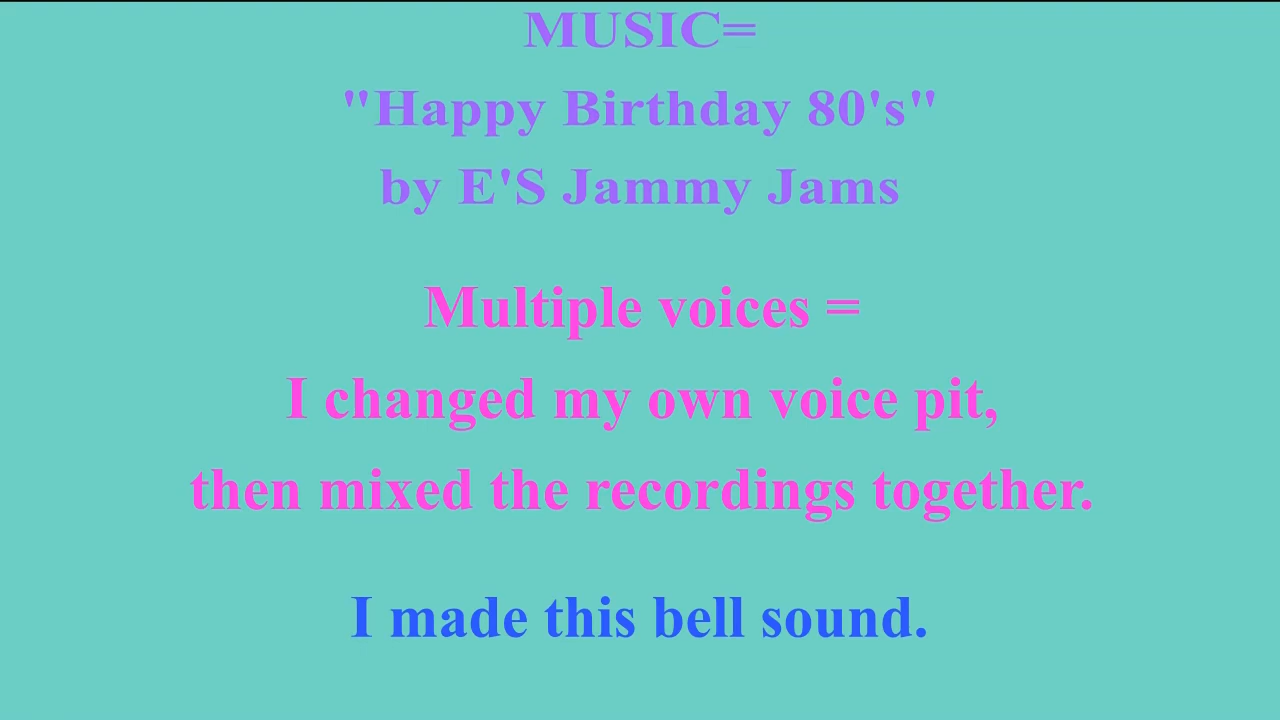 MUSIC=
"Happy Birthday 80's"
by E'S Jammy Jams
Multiple voices =
I changed my own voice pit,
then mixed the recordings together.
I made this bell sound.